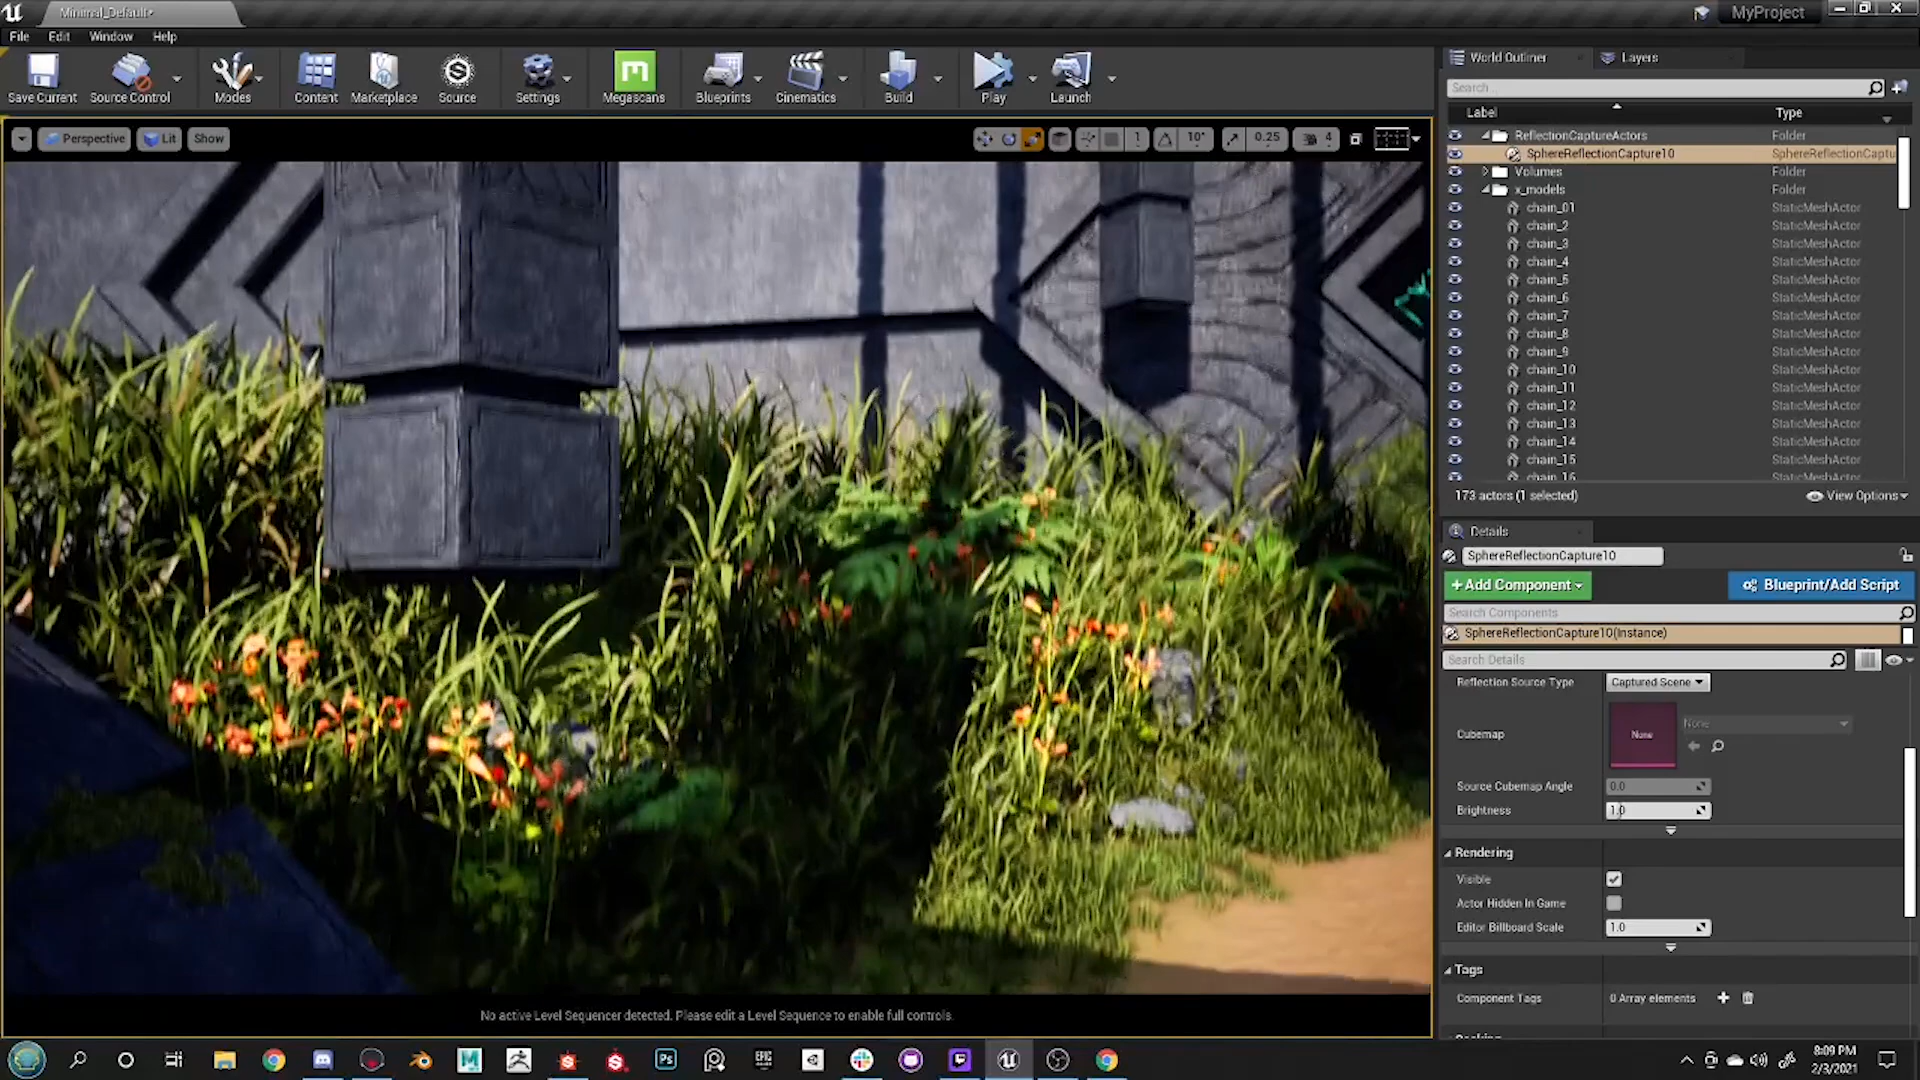 Minimal_Default*
MyProject
File Edit Window Help
Save Current
Source Control
Modes
Content
Marketplace
Source
Settings
Megascans
Blueprints
Cinematics
Build
Play
Launch
Perspective
Lit
Show
1
10°
0.25
4
World Outliner
Layers
Search...
Label Type
ReflectionCaptureActors Folder
SphereReflectionCapture10 SphereReflectionCaptu
Volumes Folder
x_models Folder
chain_01 StaticMeshActor
chain_2 StaticMeshActor
chain_3 StaticMeshActor
chain_4 StaticMeshActor
chain_5 StaticMeshActor
chain_6 StaticMeshActor
chain_7 StaticMeshActor
chain_8 StaticMeshActor
chain_9 StaticMeshActor
chain_10 StaticMeshActor
chain_11 StaticMeshActor
chain_12 StaticMeshActor
chain_13 StaticMeshActor
chain_14 StaticMeshActor
chain_15 StaticMeshActor
chain_16 StaticMeshActor
173 actors (1 selected)
View Options
Details
SphereReflectionCapture10
+Add Component
Blueprint/Add Script
Search Components
SphereReflectionCapture10(Instance)
Search Details
Reflection Source Type Captured Scene
Cubemap None None
Source Cubemap Angle 0.0
Brightness 1.0
Rendering
Visible
Actor Hidden In Game
Editor Billboard Scale 1.0
Tags
Component Tags 0 Array elements
No active Level Sequencer detected. Please edit a Level Sequence to enable full controls.
Ps
EPIC
8:09 PM
2/3/2021